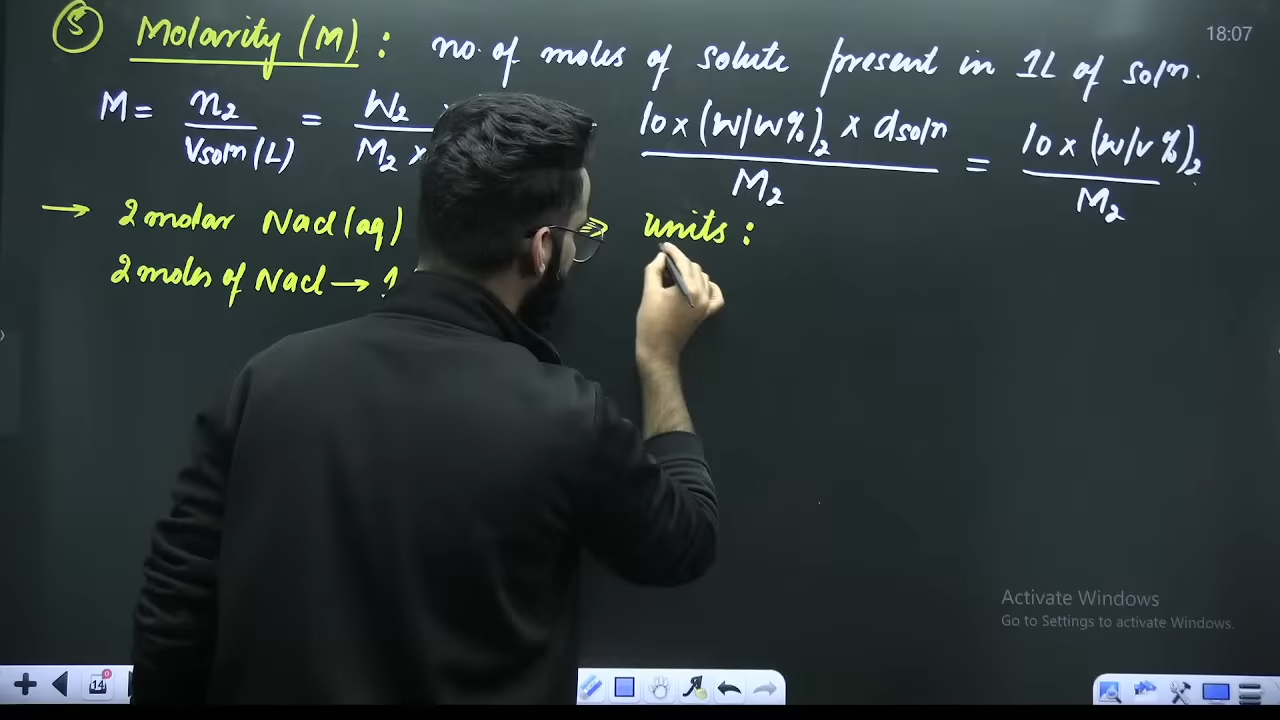 18:07
⑤ Molarity (M) : no. of moles of solute present in 1L of soln.
M = n₂ / Vsoln(L) = W₂ / M₂ × 10 × (W/W%)₂ × dsoln / M₂ = 10 × (W/V%)₂ / M₂
→ 2 molar Nacl(aq) ⇒ units :
2 moles of Nacl → 1
Activate Windows
Go to Settings to activate Windows.
14